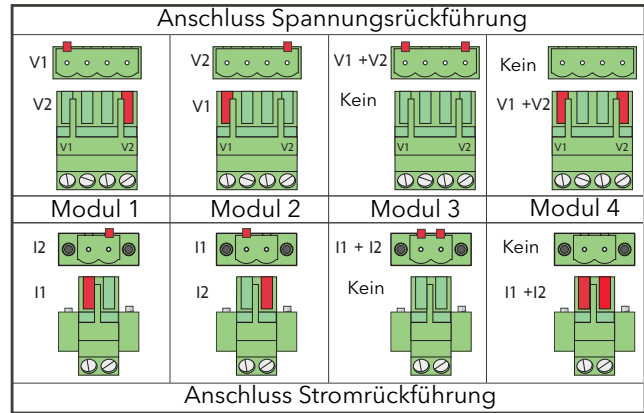 Anschluss Spannungsrückführung
V1
V2
V1 +V2
Kein
V2
V1
Kein
V1 +V2
V1 V2
V1 V2
V1 V2
V1 V2
Modul 1
Modul 2
Modul 3
Modul 4
I2
I1
I1 + I2
Kein
I1
I2
Kein
I1 +I2
Anschluss Stromrückführung